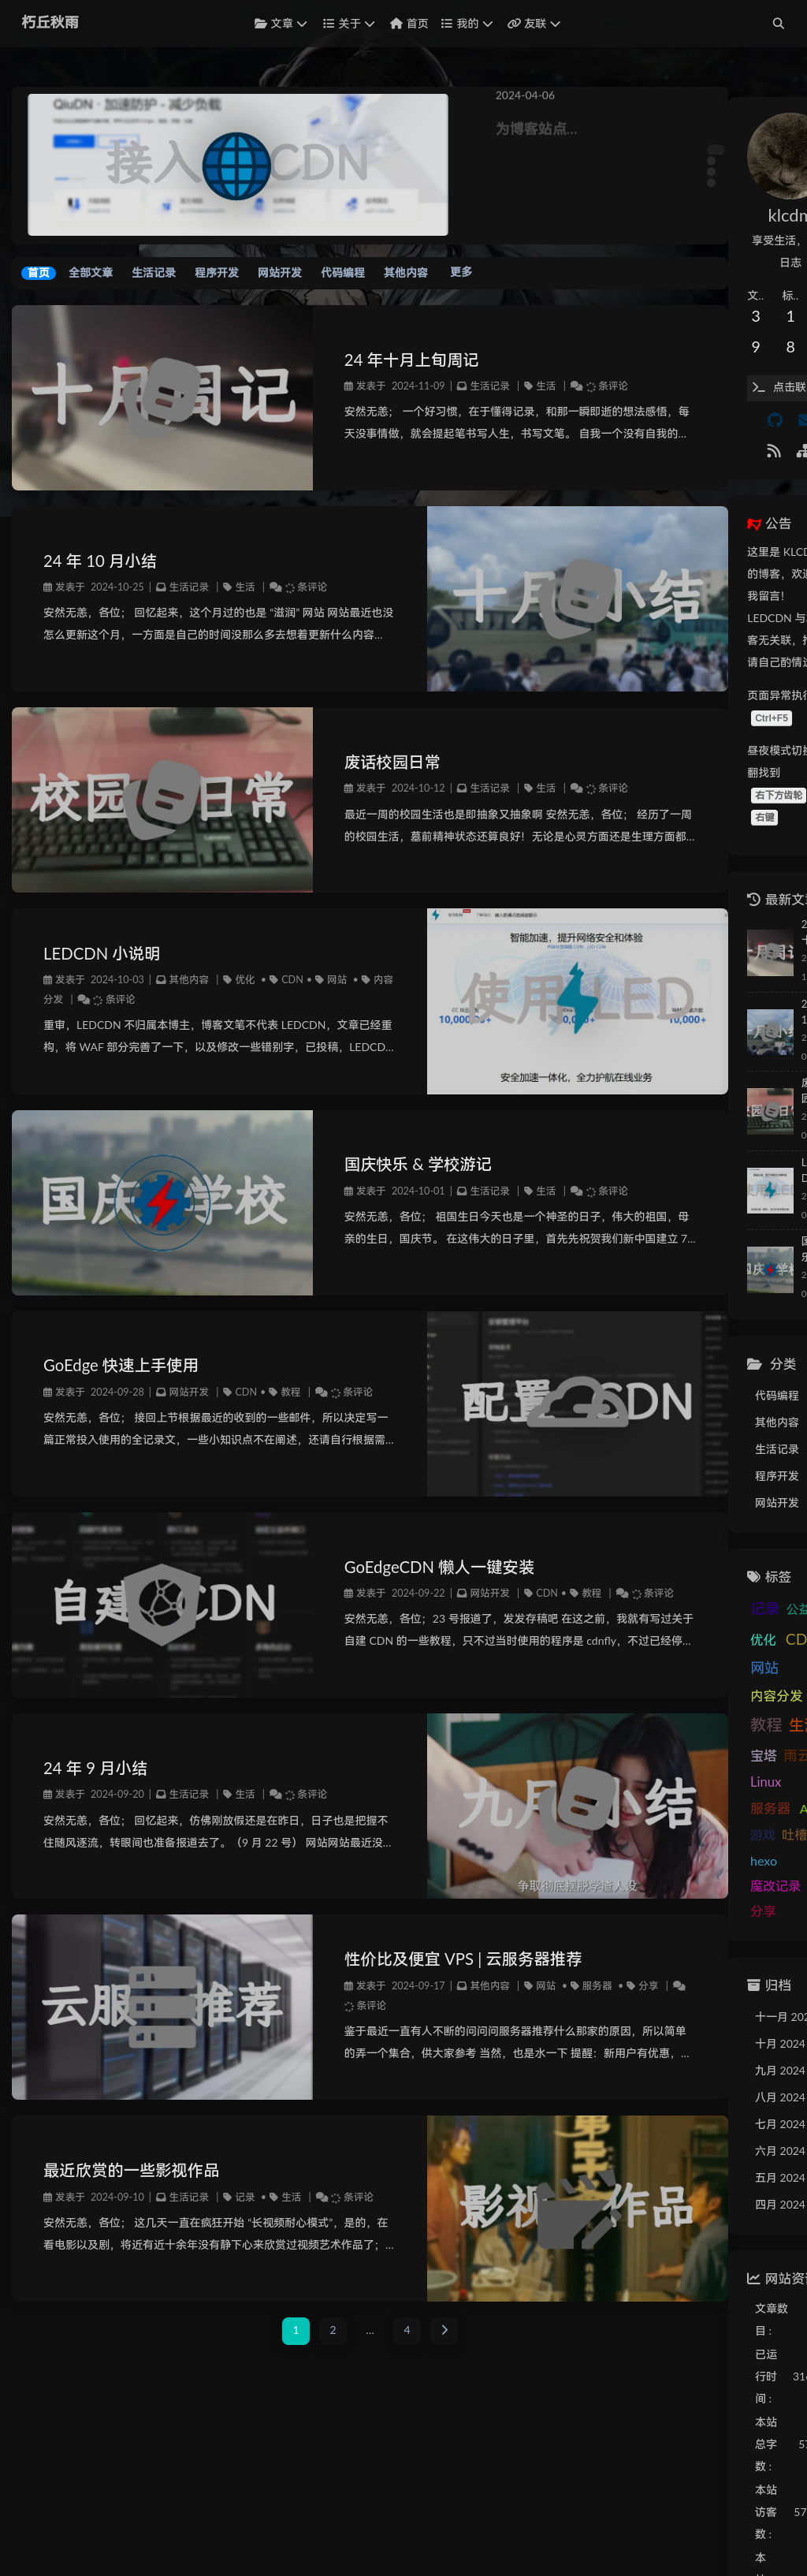 朽丘秋雨
文章 关于 首页 我的 友联
QiuDN · 加速防护 - 减少负载
接入 CDN
2024-04-06
为博客站点...
首页 全部文章 生活记录 程序开发 网站开发 代码编程 其他内容 更多
十月 周记
24 年十月上旬周记
发表于 2024-11-09 | 生活记录 | 生活 | 条评论
安然无恙； 一个好习惯，在于懂得记录，和那一瞬即逝的想法感悟，每
天没事情做，就会提起笔书写人生，书写文笔。 自我一个没有自我的...
24 年 10 月小结
发表于 2024-10-25 | 生活记录 | 生活 | 条评论
安然无恙，各位； 回忆起来，这个月过的也是 “滋润” 网站 网站最近也没
怎么更新这个月，一方面是自己的时间没那么多去想着更新什么内容...
十月 小结
校园 日常
废话校园日常
发表于 2024-10-12 | 生活记录 | 生活 | 条评论
最近一周的校园生活也是即抽象又抽象啊 安然无恙，各位； 经历了一周
的校园生活，墓前精神状态还算良好！无论是心灵方面还是生理方面都...
LEDCDN 小说明
发表于 2024-10-03 | 其他内容 | 优化 • CDN • 网站 • 内容
分发 | 条评论
重审，LEDCDN 不归属本博主，博客文笔不代表 LEDCDN，文章已经重
构，将 WAF 部分完善了一下，以及修改一些错别字，已投稿，LEDCD...
智能加速，提升网络安全和体验
使用 LED
安全加速一体化，全力护航在线业务
国庆 学校
国庆快乐 & 学校游记
发表于 2024-10-01 | 生活记录 | 生活 | 条评论
安然无恙，各位； 祖国生日今天也是一个神圣的日子，伟大的祖国，母
亲的生日，国庆节。 在这伟大的日子里，首先先祝贺我们新中国建立 7...
GoEdge 快速上手使用
发表于 2024-09-28 | 网站开发 | CDN • 教程 | 条评论
安然无恙，各位； 接回上节根据最近的收到的一些邮件，所以决定写一
篇正常投入使用的全记录文，一些小知识点不在阐述，还请自行根据需...
配置 CDN
自建 CDN
GoEdgeCDN 懒人一键安装
发表于 2024-09-22 | 网站开发 | CDN • 教程 | 条评论
安然无恙，各位；23 号报道了，发发存稿吧 在这之前，我就有写过关于
自建 CDN 的一些教程，只不过当时使用的程序是 cdnfly，不过已经停...
24 年 9 月小结
发表于 2024-09-20 | 生活记录 | 生活 | 条评论
安然无恙，各位； 回忆起来，仿佛刚放假还是在昨日，日子也是把握不
住随风逐流，转眼间也准备报道去了。（9 月 22 号） 网站网站最近没...
九月 小结
争取彻底摆脱学渣人设
云服 推荐
性价比及便宜 VPS | 云服务器推荐
发表于 2024-09-17 | 其他内容 | 网站 • 服务器 • 分享 |
条评论
鉴于最近一直有人不断的问问问服务器推荐什么那家的原因，所以简单
的弄一个集合，供大家参考 当然，也是水一下 提醒：新用户有优惠，...
最近欣赏的一些影视作品
发表于 2024-09-10 | 生活记录 | 记录 • 生活 | 条评论
安然无恙，各位； 这几天一直在疯狂开始 “长视频耐心模式”，是的，在
看电影以及剧，将近有近十余年没有静下心来欣赏过视频艺术作品了；...
影视 作品
1 2 ... 4
klcdm
享受生活，
日志
文.. 标..
3 1
9 8
点击联
公告
这里是 KLCD
的博客，欢迎
我留言！
LEDCDN 与
客无关联，
请自己酌情
页面异常执行
Ctrl+F5
昼夜模式切换
翻找到
右下方齿轮
右键
最新文章
分类
代码编程
其他内容
生活记录
程序开发
网站开发
标签
记录 公益
优化 CD
网站
内容分发
教程 生活
宝塔 雨云
Linux
服务器 A
游戏 吐槽
hexo
魔改记录
分享
归档
十一月 202
十月 2024
九月 2024
八月 2024
七月 2024
六月 2024
五月 2024
四月 2024
网站资讯
文章数
目 :
已运
行时 316
间 :
本站
总字 57
数 :
本站
访客 57
数 :
本